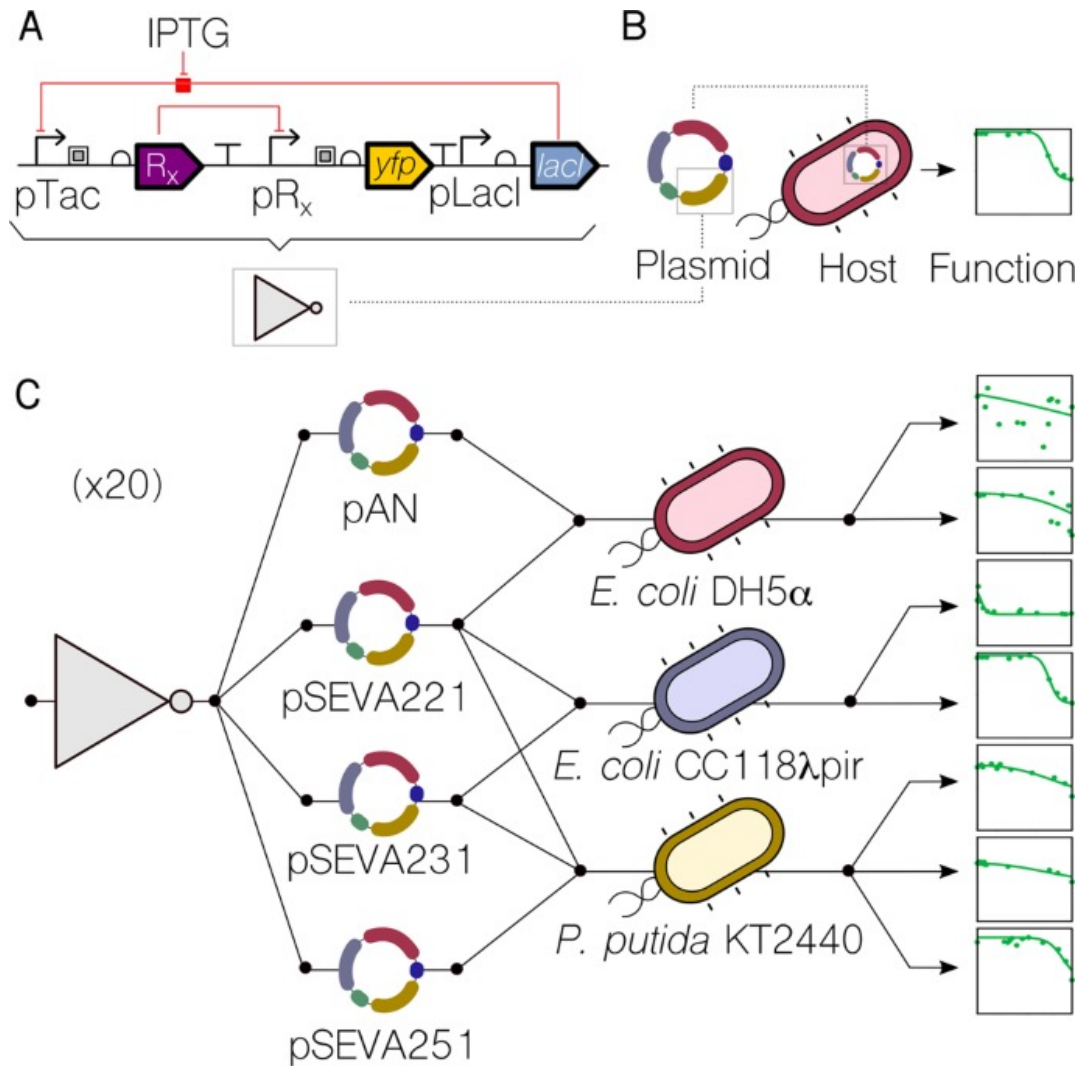 A
IPTG
Rx
yfp
lacI
pTac
pRx
pLacI
B
Plasmid
Host
Function
C
(x20)
pAN
pSEVA221
pSEVA231
pSEVA251
E. coli DH5α
E. coli CC118λpir
P. putida KT2440